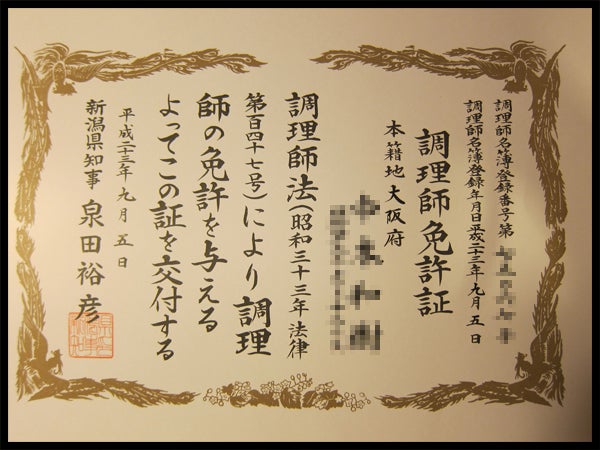 調理師名簿登録番号第
調理師名簿登録年月日平成二十三年九月五日
調理師免許証
本籍地大阪府
調理師法(昭和三十三年法律
第百四十七号)により調理
師の免許を与える
よってこの証を交付する
平成二十三年九月五日
新潟県知事 泉田裕彦